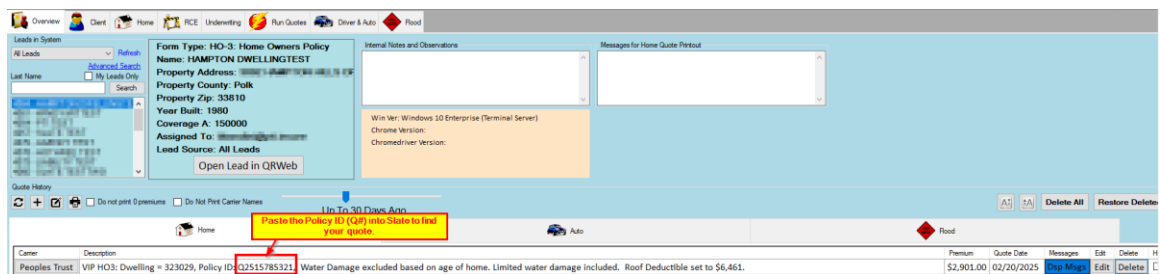 Overview Client Home RCE Underwriting Run Quotes Driver & Auto Flood
Leads in System
All Leads Refresh
Advanced Search
Last Name My Leads Only
Search
Form Type: HO-3: Home Owners Policy
Name: HAMPTON DWELLINGTEST
Property Address:
Property County: Polk
Property Zip: 33810
Year Built: 1980
Coverage A: 150000
Assigned To:
Lead Source: All Leads
Open Lead in QRWeb
Internal Notes and Observations
Messages for Home Quote Printout
Win Ver: Windows 10 Enterprise (Terminal Server)
Chrome Version:
Chromedriver Version:
Quote History
Do not print 0 premiums Do Not Print Carrier Names
Up To 30 Days Ago
Delete All Restore Delete
Paste the Policy ID (Q#) into Slate to find
your quote.
Home Auto Flood
Carrier Description Premium Quote Date Messages Edit Delete H
Peoples Trust VIP HO3: Dwelling = 323029, Policy ID: Q2515785321, Water Damage excluded based on age of home. Limited water damage included. Roof Deductible set to $6,461. $2,901.00 02/20/2025 Dsp Msgs Edit Delete